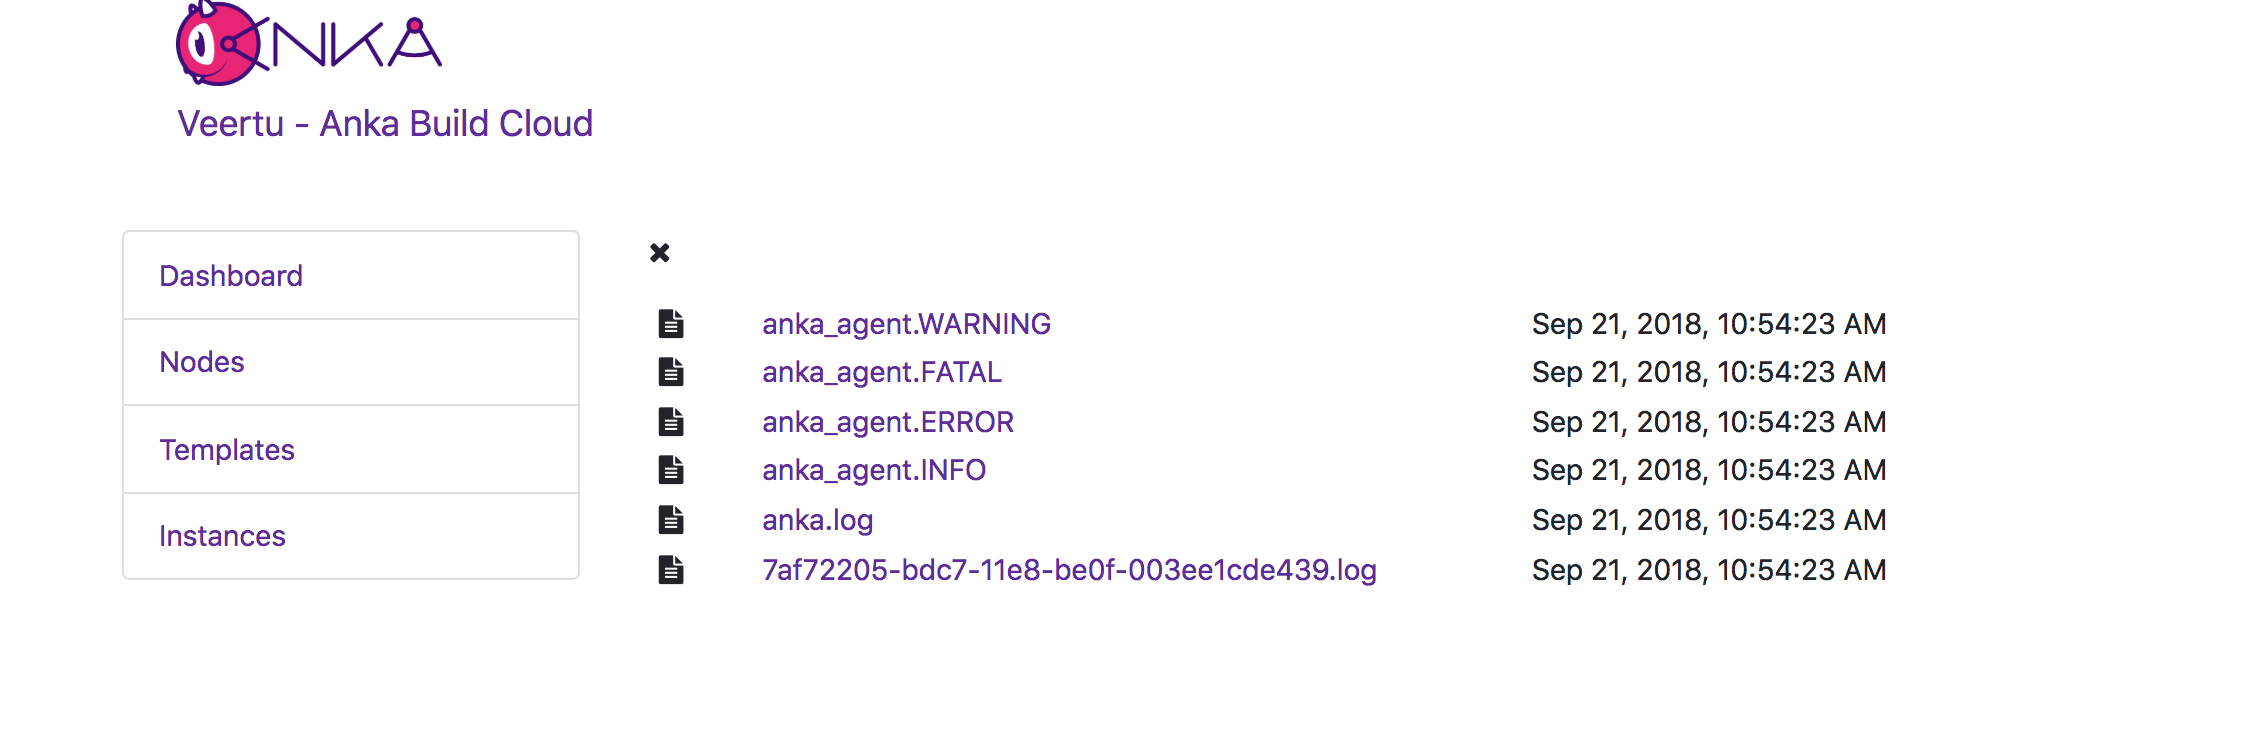 ANKA
Veertu - Anka Build Cloud
Dashboard
Nodes
Templates
Instances
anka_agent.WARNING Sep 21, 2018, 10:54:23 AM
anka_agent.FATAL Sep 21, 2018, 10:54:23 AM
anka_agent.ERROR Sep 21, 2018, 10:54:23 AM
anka_agent.INFO Sep 21, 2018, 10:54:23 AM
anka.log Sep 21, 2018, 10:54:23 AM
7af72205-bdc7-11e8-be0f-003ee1cde439.log Sep 21, 2018, 10:54:23 AM